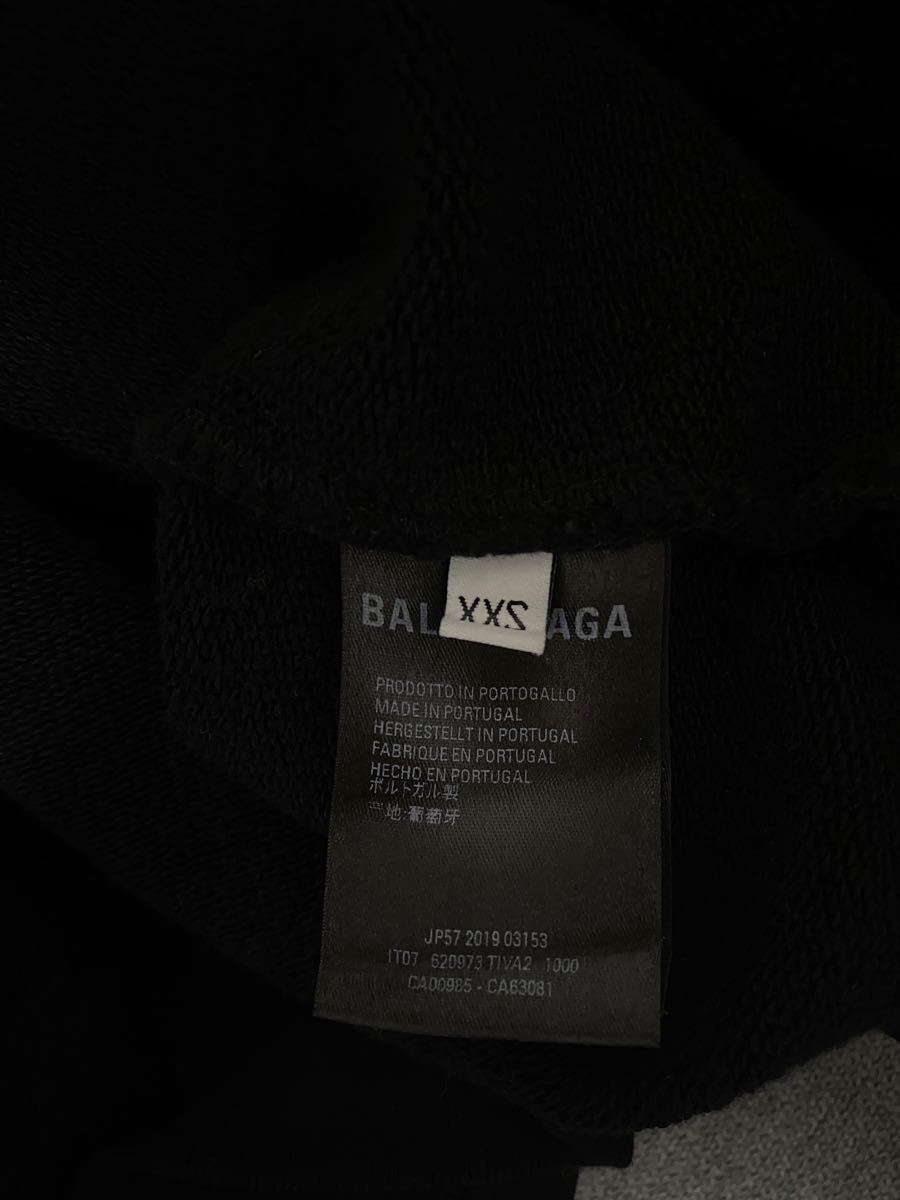 BAL AGA
XXS
PRODOTTO IN PORTOGALLO
MADE IN PORTUGAL
HERGESTELLT IN PORTUGAL
FABRIQUE EN PORTUGAL
HECHO EN PORTUGAL
ポルトガル製
产地:葡萄牙
JP57 2019 03153
IT07 620973 TIVA2 1000
CA00985 - CA63081